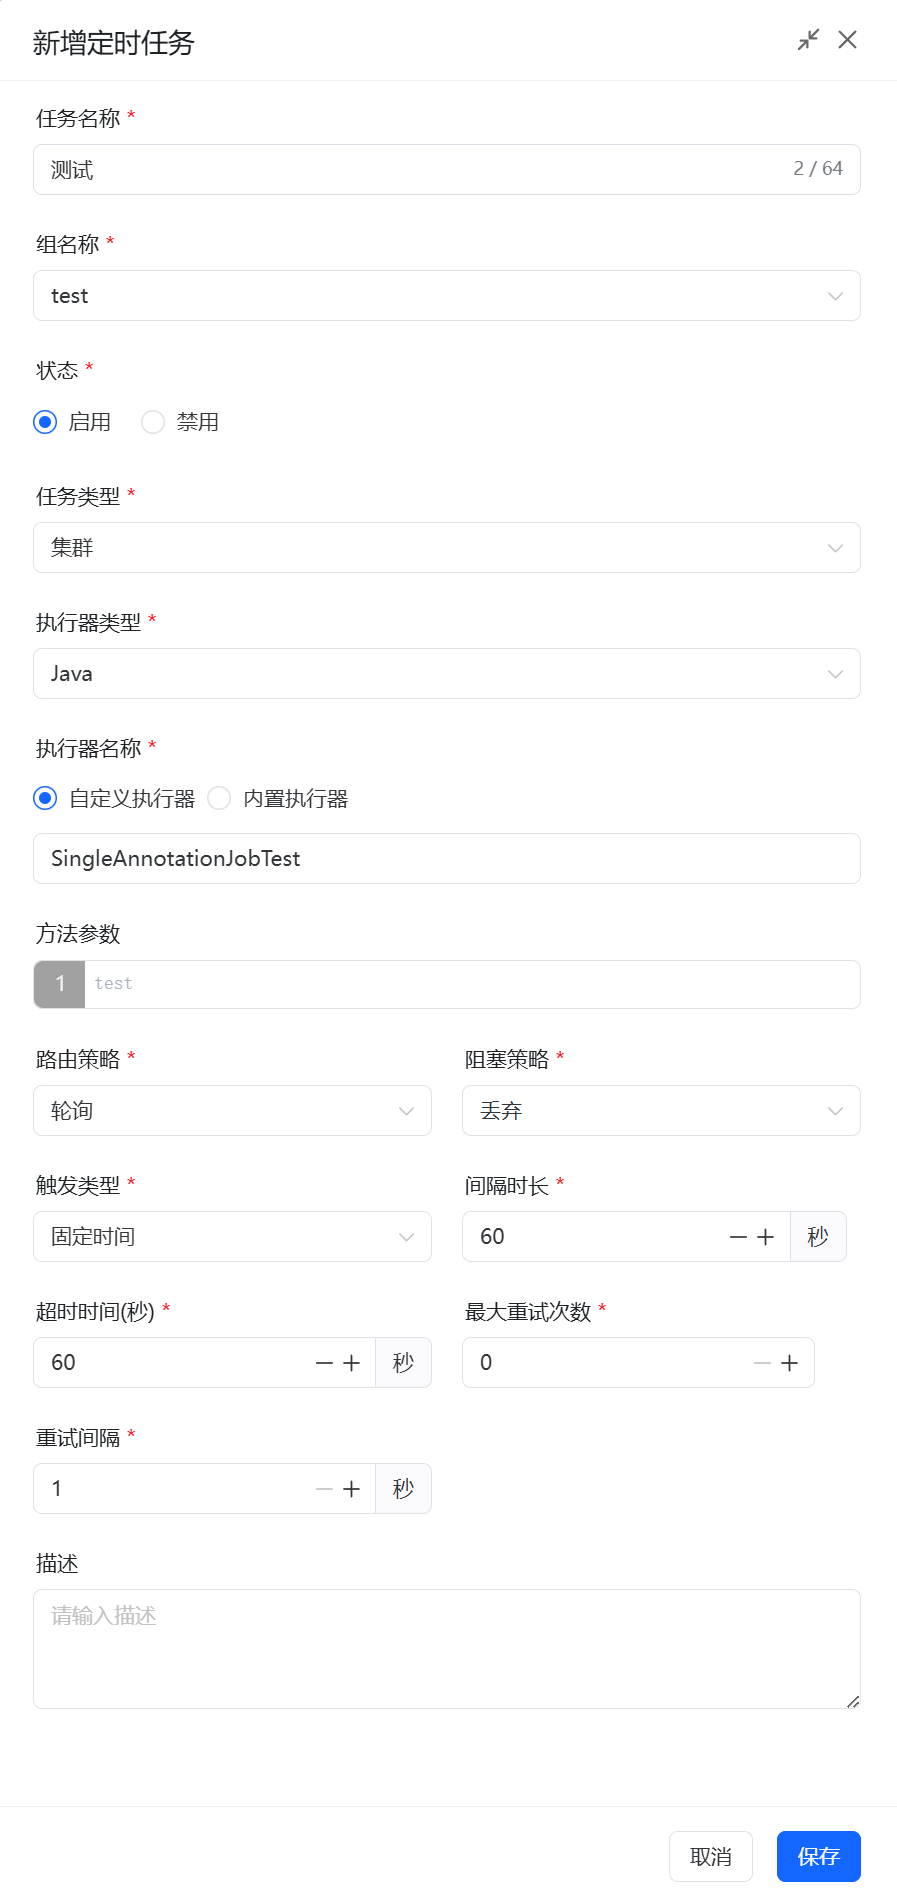 新增定时任务
任务名称 *
测试 2 / 64
组名称 *
test
状态 *
启用 禁用
任务类型 *
集群
执行器类型 *
Java
执行器名称 *
自定义执行器 内置执行器
SingleAnnotationJobTest
方法参数
1 test
路由策略 * 阻塞策略 *
轮询 丢弃
触发类型 * 间隔时长 *
固定时间 60 秒
超时时间(秒) * 最大重试次数 *
60 秒 0
重试间隔 *
1 秒
描述
请输入描述
取消 保存